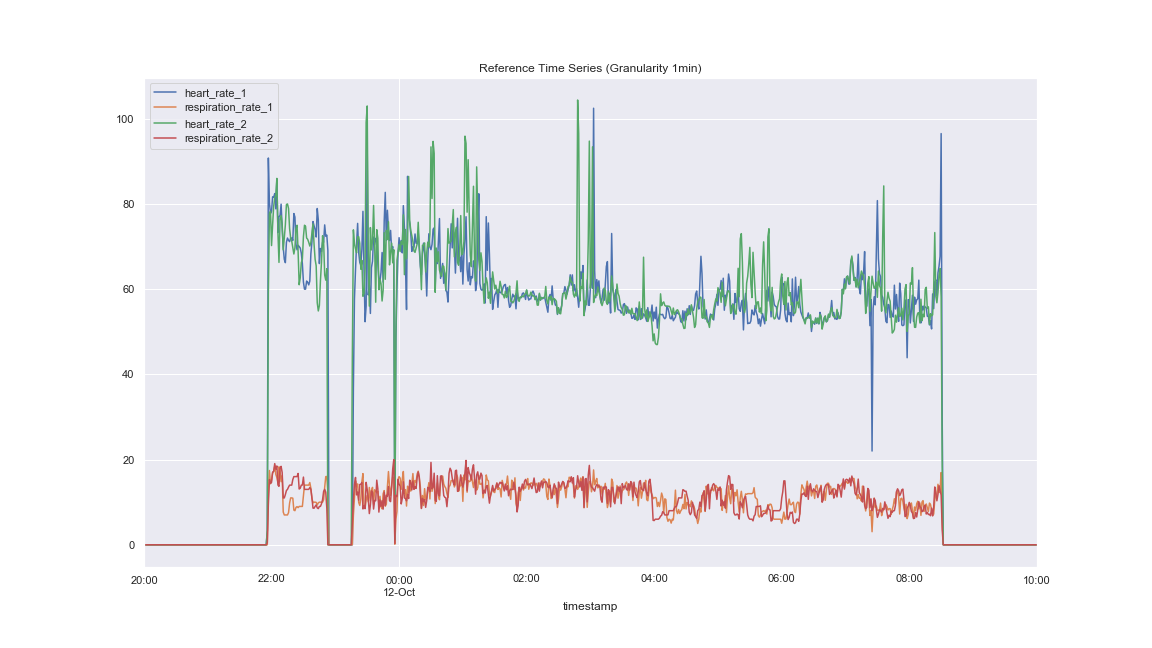 Reference Time Series (Granularity 1min)
heart_rate_1
respiration_rate_1
heart_rate_2
respiration_rate_2
100
80
60
40
20
0
20:00
22:00
00:00
12-Oct
02:00
04:00
06:00
08:00
10:00
timestamp